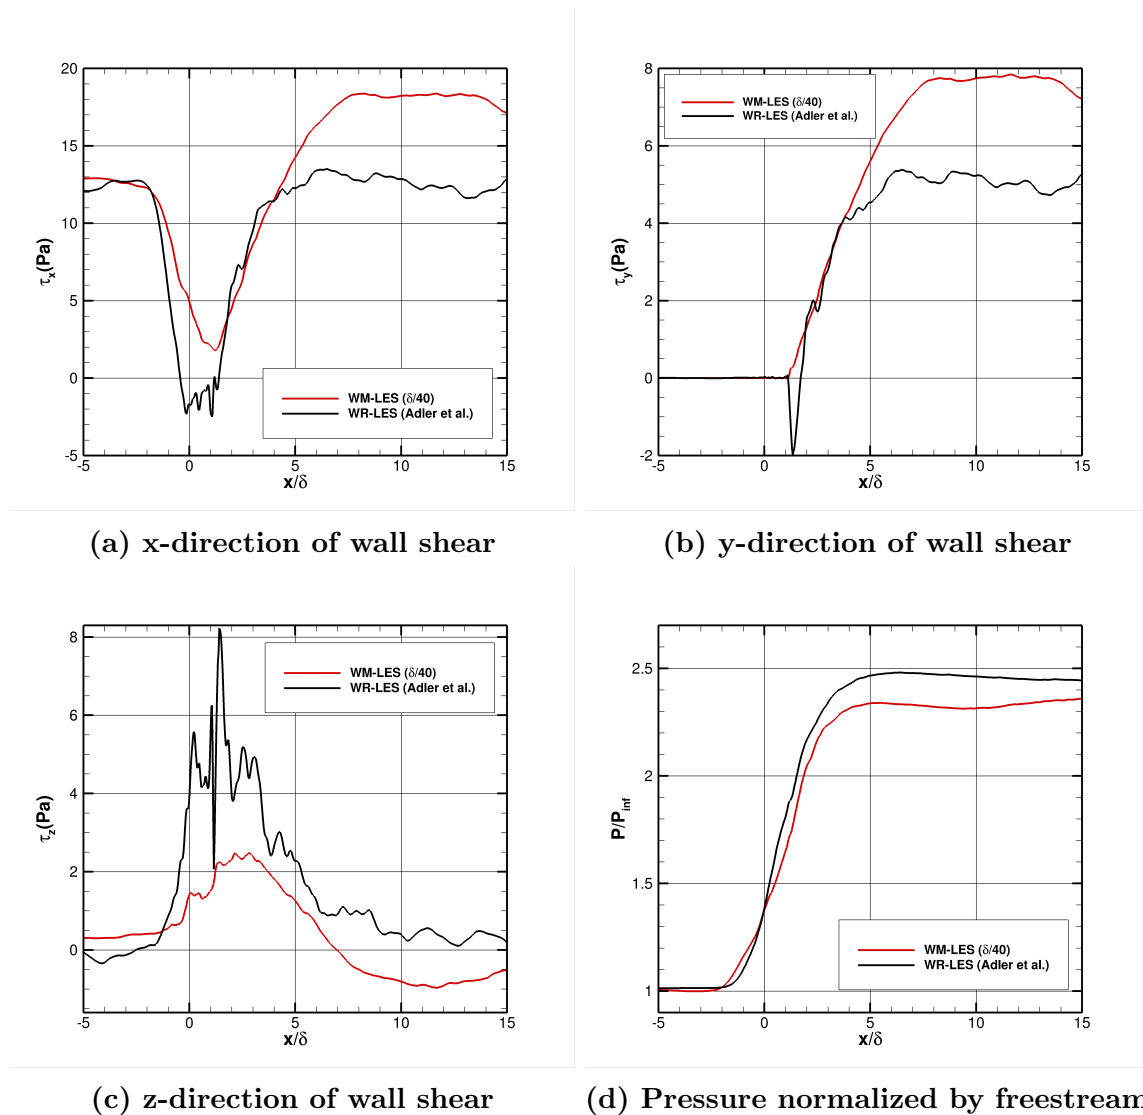 20
15
10
5
0
-5
τx(Pa)
WM-LES (δ/40)
WR-LES (Adler et al.)
-5 0 5 10 15
x/δ
(a) x-direction of wall shear
8
6
4
2
0
-2
τy(Pa)
WM-LES (δ/40)
WR-LES (Adler et al.)
-5 0 5 10 15
x/δ
(b) y-direction of wall shear
8
6
4
2
0
τz(Pa)
WM-LES (δ/40)
WR-LES (Adler et al.)
-5 0 5 10 15
x/δ
(c) z-direction of wall shear
2.5
2
1.5
1
P/Pinf
WM-LES (δ/40)
WR-LES (Adler et al.)
-5 0 5 10 15
x/δ
(d) Pressure normalized by freestream